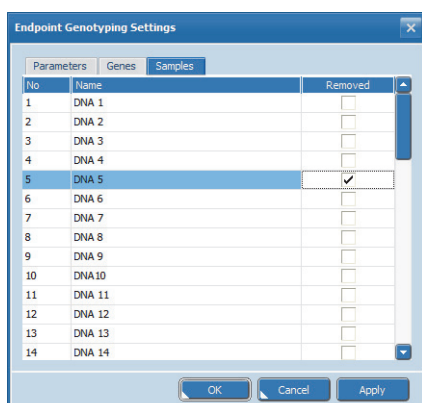 Endpoint Genotyping Settings
Parameters Genes Samples
No Name Removed
1 DNA 1
2 DNA 2
3 DNA 3
4 DNA 4
5 DNA 5
6 DNA 6
7 DNA 7
8 DNA 8
9 DNA 9
10 DNA10
11 DNA 11
12 DNA 12
13 DNA 13
14 DNA 14
OK Cancel Apply